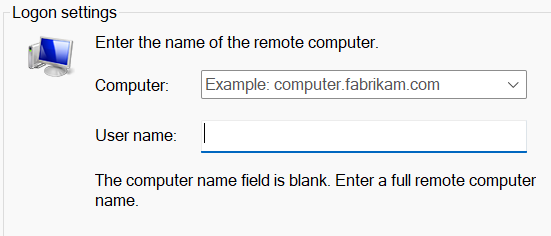 Logon settings
Enter the name of the remote computer.
Computer:
Example: computer.fabrikam.com
User name:
The computer name field is blank. Enter a full remote computer
name.